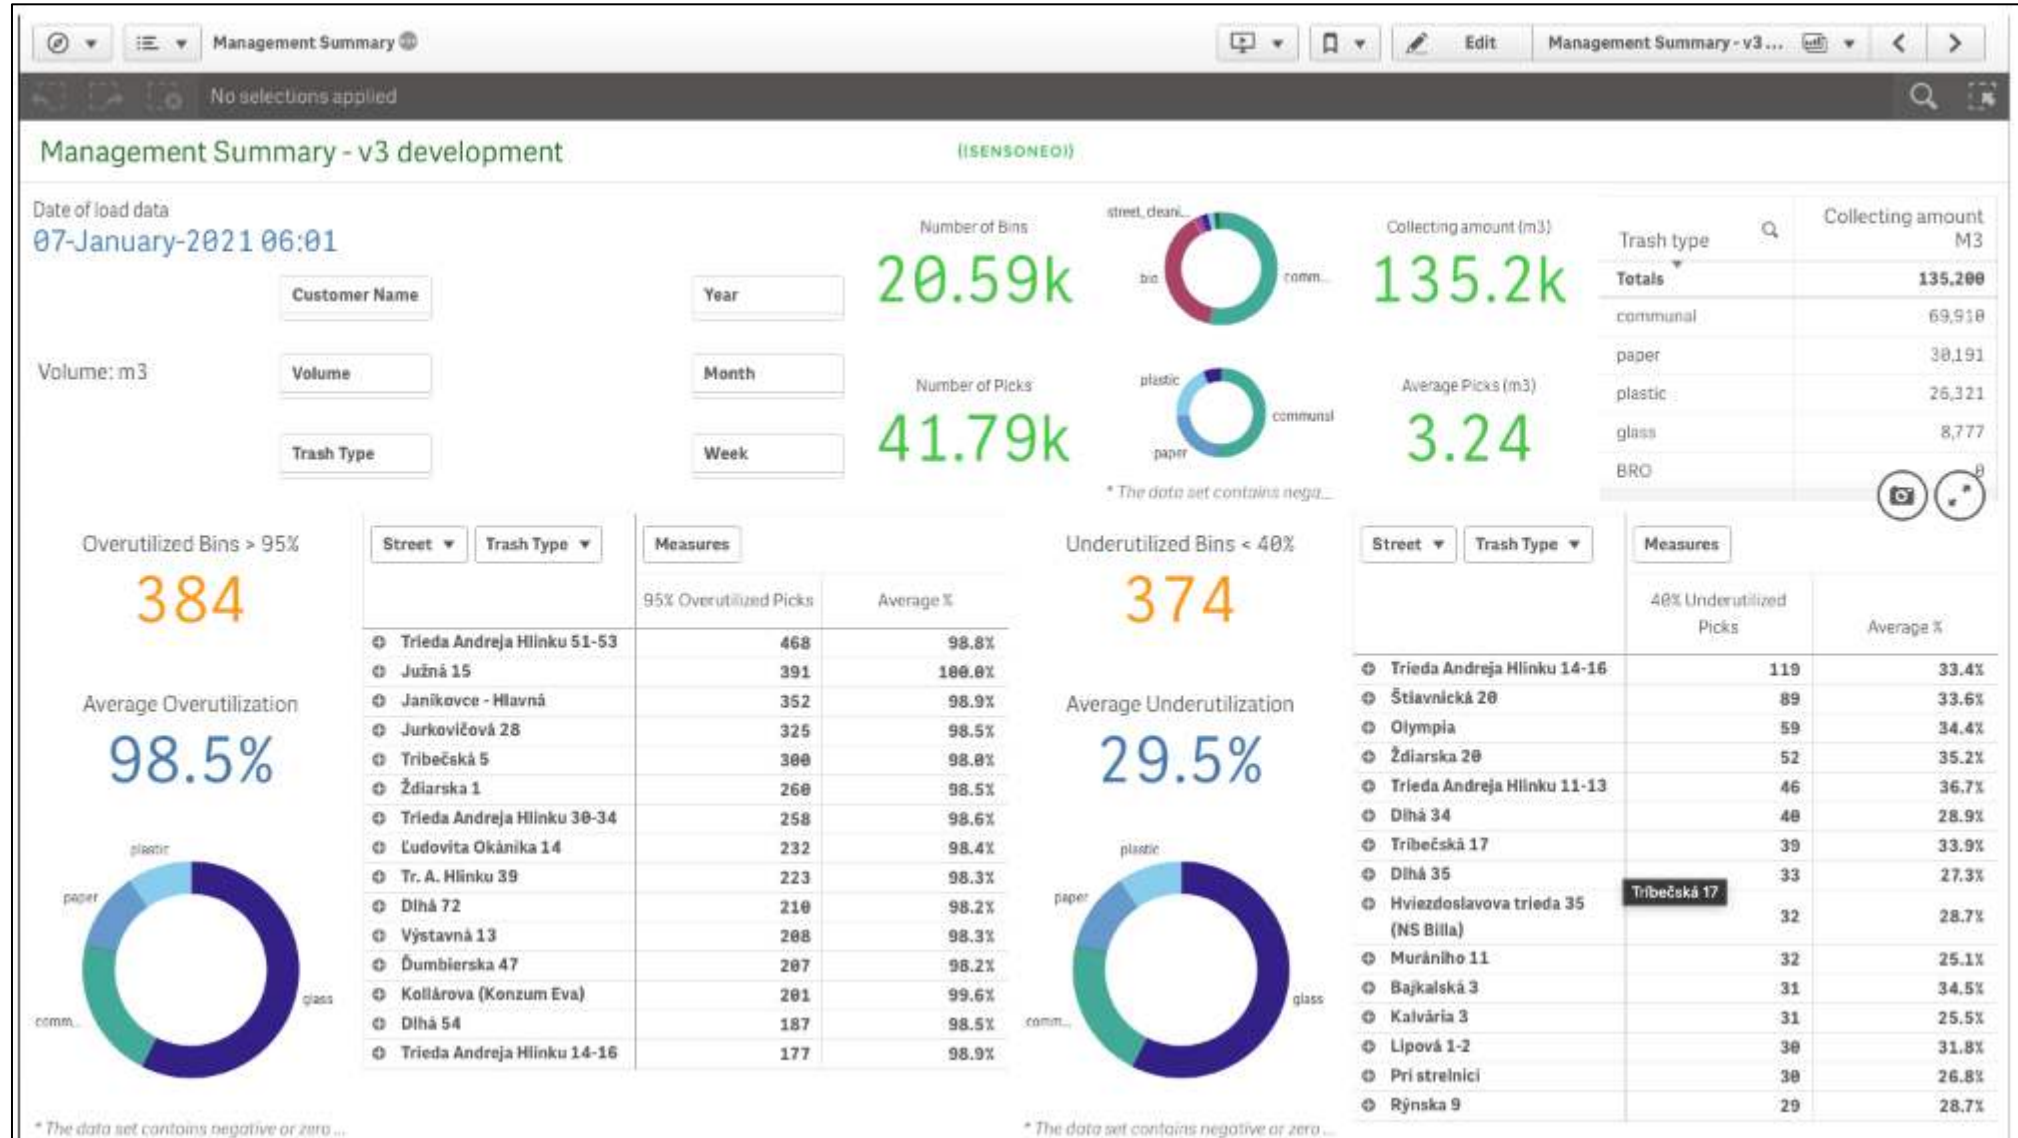 Management Summary
Edit
Management Summary - v3 ...
No selections applied
Management Summary - v3 development
((SENSONEO))
Date of load data
07-January-2021 06:01
Customer Name
Year
Volume: m3
Volume
Month
Trash Type
Week
Number of Bins
20.59k
street, cleani...
bio
comm...
Collecting amount (m3)
135.2k
Number of Picks
41.79k
plastic
communal
paper
* The data set contains nega...
Average Picks (m3)
3.24
Trash type
Collecting amount
M3
Totals 135,200
communal 69,910
paper 30,191
plastic 26,321
glass 8,777
BRO 0
Overutilized Bins > 95%
384
Average Overutilization
98.5%
plastic
paper
glass
comm...
* The data set contains negative or zero ...
Street
Trash Type
Measures
95% Overutilized Picks
Average %
Trieda Andreja Hlinku 51-53 468 98.8%
Južná 15 391 100.0%
Janíkovce - Hlavná 352 98.9%
Jurkovičová 28 325 98.5%
Tribečská 5 300 98.0%
Ždiarska 1 260 98.5%
Trieda Andreja Hlinku 30-34 258 98.6%
Ľudovíta Okánika 14 232 98.4%
Tr. A. Hlinku 39 223 98.3%
Dlhá 72 210 98.2%
Výstavná 13 208 98.3%
Ďumbierska 47 207 98.2%
Kollárova (Konzum Eva) 201 99.6%
Dlhá 54 187 98.5%
Trieda Andreja Hlinku 14-16 177 98.9%
Underutilized Bins < 40%
374
Average Underutilization
29.5%
plastic
paper
glass
comm...
* The data set contains negative or zero ...
Street
Trash Type
Measures
40% Underutilized
Picks
Average %
Trieda Andreja Hlinku 14-16 119 33.4%
Štiavnická 20 89 33.6%
Olympia 59 34.4%
Ždiarska 20 52 35.2%
Trieda Andreja Hlinku 11-13 46 36.7%
Dlhá 34 40 28.9%
Tribečská 17 39 33.9%
Dlhá 35 33 27.3%
Tribečská 17
Hviezdoslavova trieda 35
(NS Billa) 32 28.7%
Murániho 11 32 25.1%
Bajkalská 3 31 34.5%
Kalvária 3 31 25.5%
Lipová 1-2 30 31.8%
Pri strelnici 30 26.8%
Rýnska 9 29 28.7%